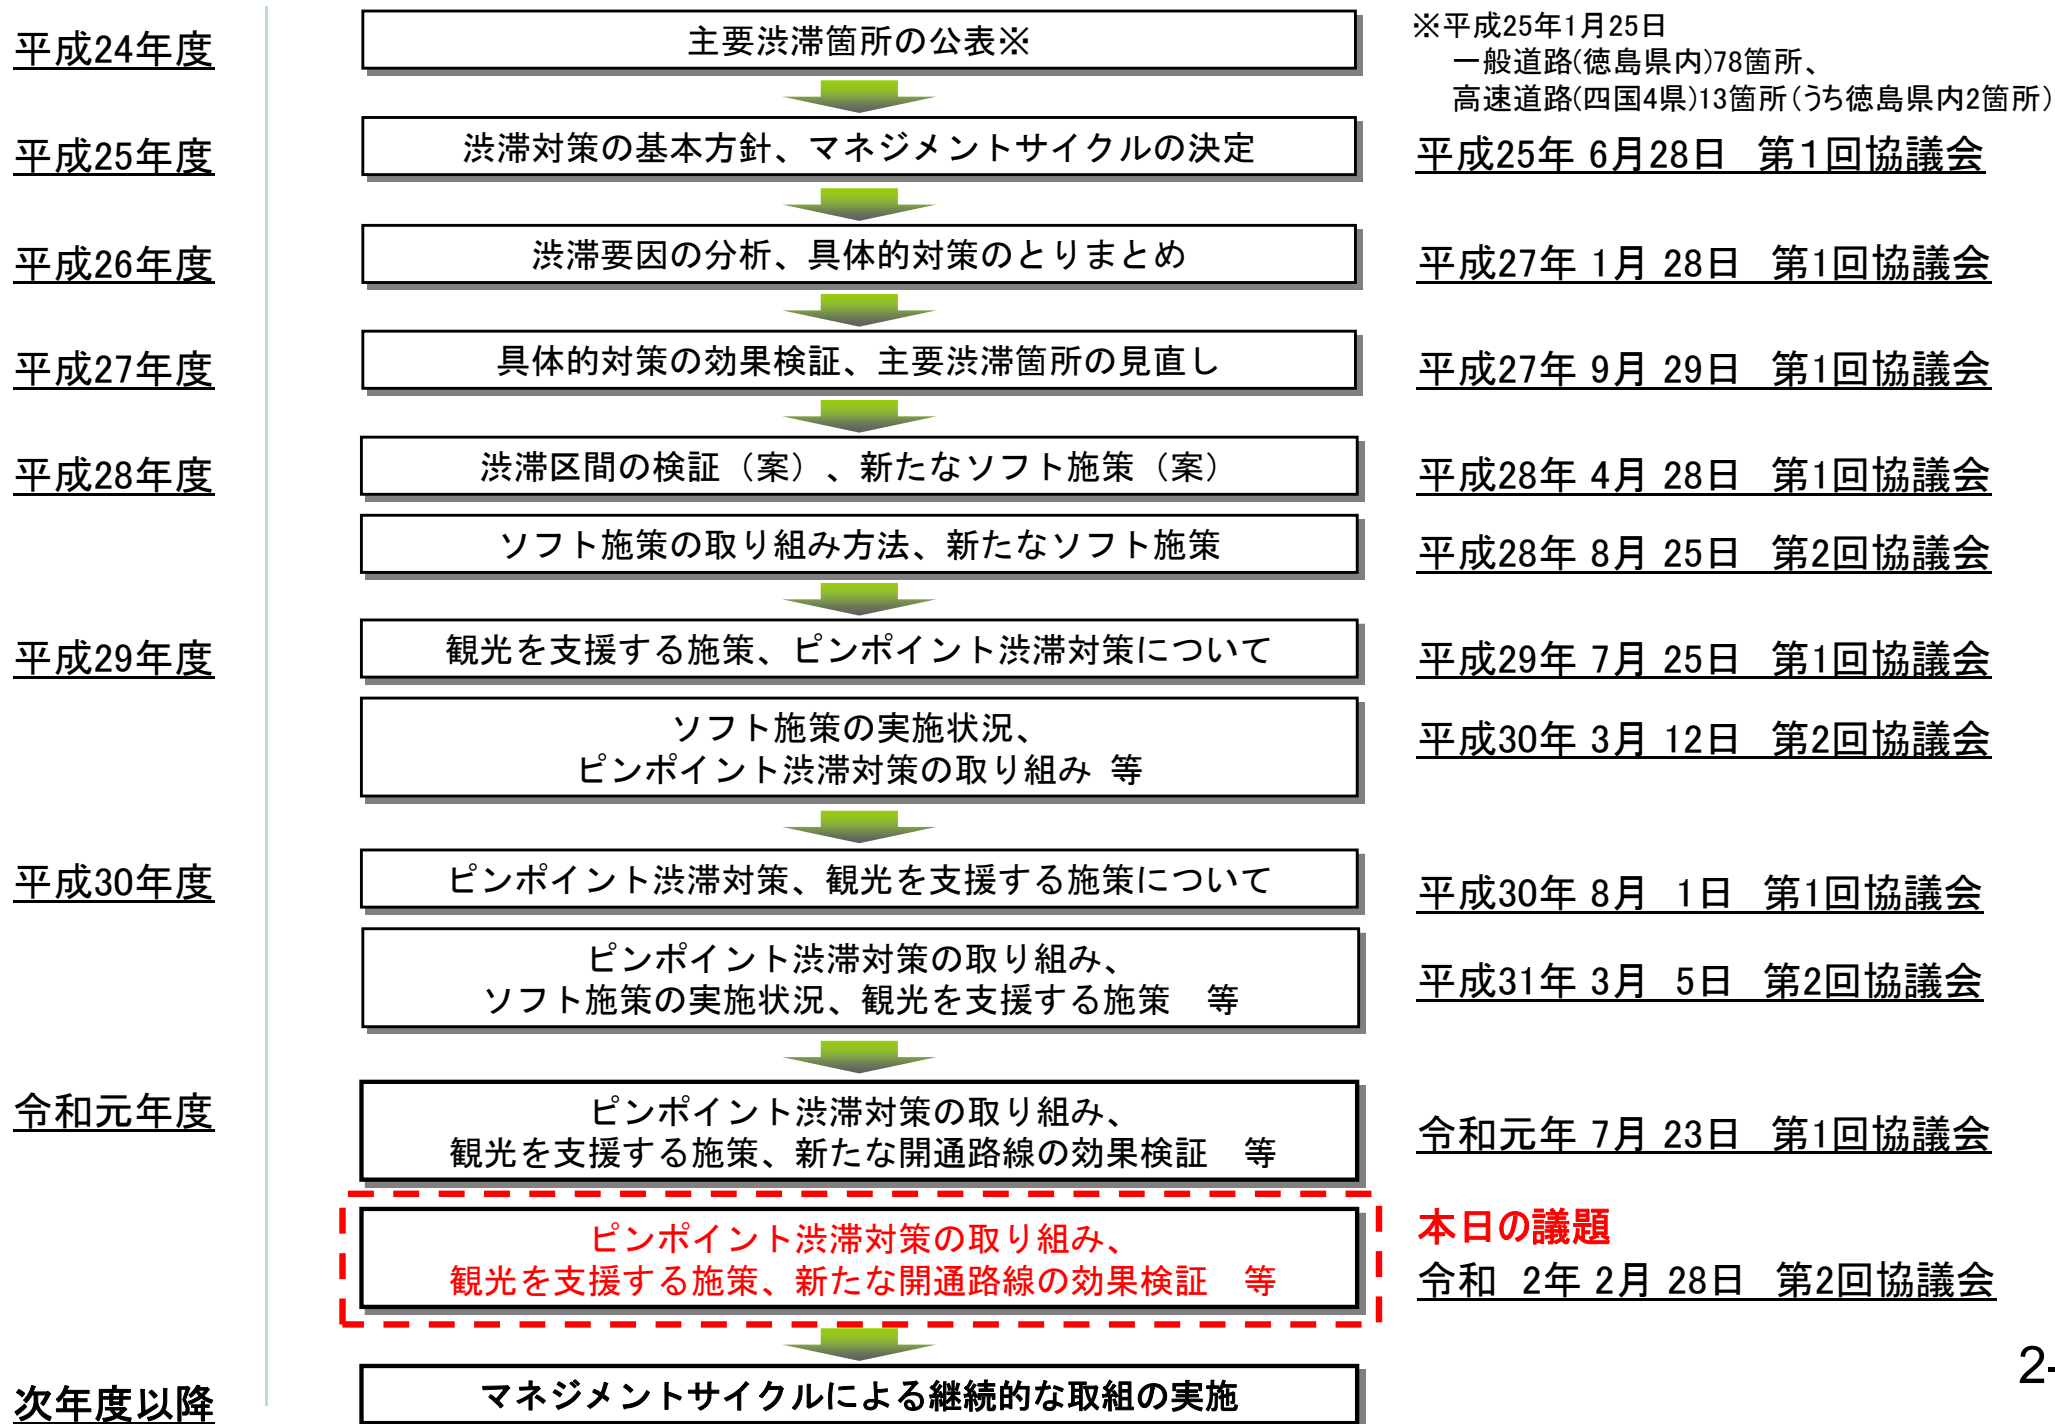 平成24年度
主要渋滞箇所の公表※
※平成25年1月25日
一般道路(徳島県内)78箇所、
高速道路(四国4県)13箇所(うち徳島県内2箇所)
平成25年度
渋滞対策の基本方針、マネジメントサイクルの決定
平成25年 6月28日 第1回協議会
平成26年度
渋滞要因の分析、具体的対策のとりまとめ
平成27年 1月 28日 第1回協議会
平成27年度
具体的対策の効果検証、主要渋滞箇所の見直し
平成27年 9月 29日 第1回協議会
平成28年度
渋滞区間の検証（案）、新たなソフト施策（案）
平成28年 4月 28日 第1回協議会
ソフト施策の取り組み方法、新たなソフト施策
平成28年 8月 25日 第2回協議会
平成29年度
観光を支援する施策、ピンポイント渋滞対策について
平成29年 7月 25日 第1回協議会
ソフト施策の実施状況、
ピンポイント渋滞対策の取り組み 等
平成30年 3月 12日 第2回協議会
平成30年度
ピンポイント渋滞対策、観光を支援する施策について
平成30年 8月 1日 第1回協議会
ピンポイント渋滞対策の取り組み、
ソフト施策の実施状況、観光を支援する施策 等
平成31年 3月 5日 第2回協議会
令和元年度
ピンポイント渋滞対策の取り組み、
観光を支援する施策、新たな開通路線の効果検証 等
令和元年 7月 23日 第1回協議会
ピンポイント渋滞対策の取り組み、
観光を支援する施策、新たな開通路線の効果検証 等
本日の議題
令和 2年 2月 28日 第2回協議会
次年度以降
マネジメントサイクルによる継続的な取組の実施
2-